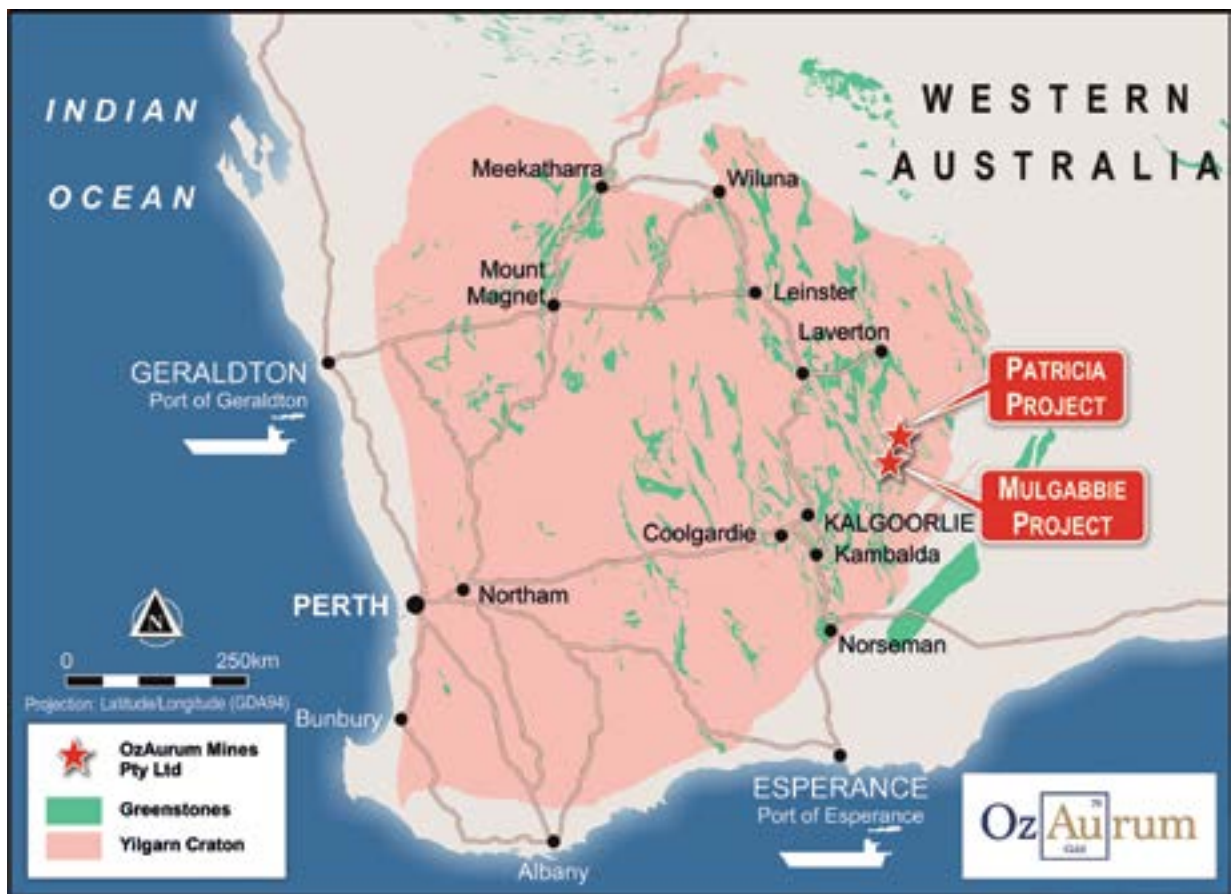 INDIAN
OCEAN
WESTERN
AUSTRALIA
Meekatharra
Wiluna
Mount
Magnet
Leinster
Laverton
GERALDTON
Port of Geraldton
PATRICIA
PROJECT
MULGABBIE
PROJECT
KALGOORLIE
Coolgardie
Kambalda
PERTH
Northam
Norseman
N
0 250km
Projection: Latitude/Longitude (GDA94)
Bunbury
OzAurum Mines
Pty Ltd
Greenstones
Yilgarn Craton
ESPERANCE
Port of Esperance
Albany
79
OzAurum